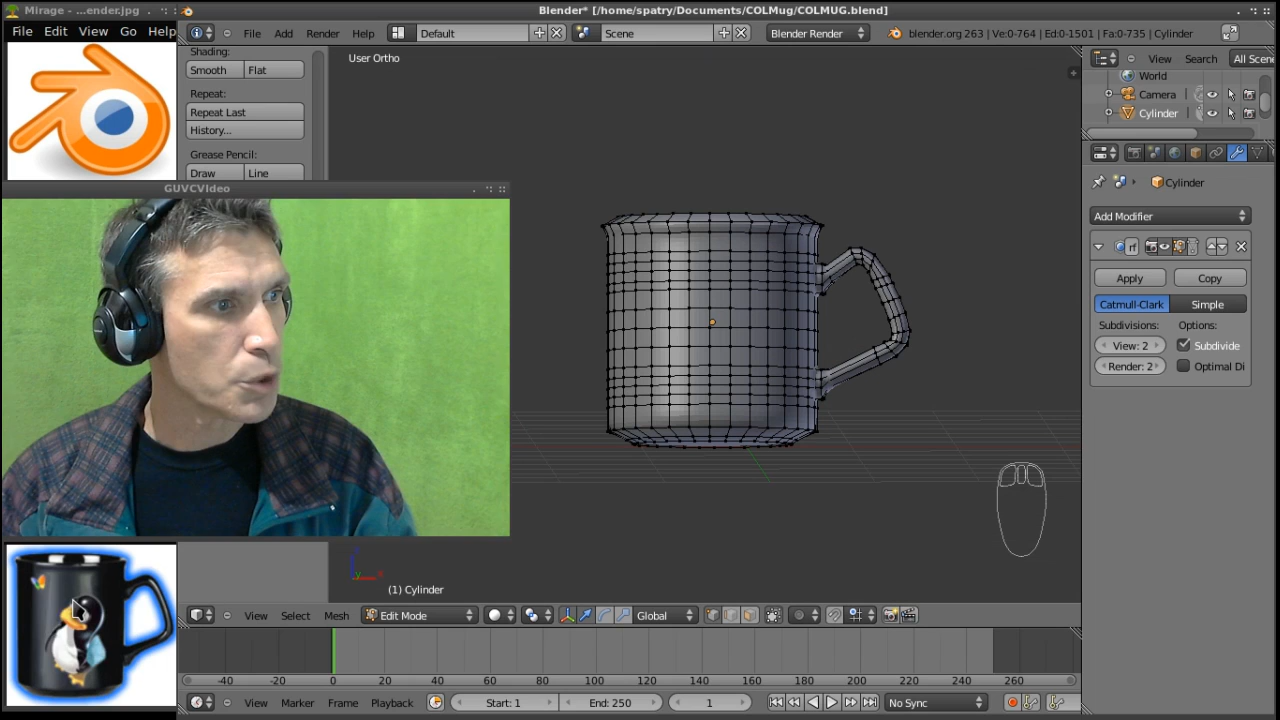 Mirage - ...ender.jpg
Blender* [/home/spatry/Documents/COLMug/COLMUG.blend]
File Edit View Go Help
File Add Render Help
Default
Scene
Blender Render
blender.org 263 | Ve:0-764 | Ed:0-1501 | Fa:0-735 | Cylinder
Shading:
Smooth Flat
Repeat:
Repeat Last
History...
Grease Pencil:
Draw Line
User Ortho
View Search All Scene
World
Camera
Cylinder
Cylinder
Add Modifier
rf
Apply Copy
Catmull-Clark Simple
Subdivisions: Options:
View: 2 Subdivide
Render: 2 Optimal Di
GUVCVideo
(1) Cylinder
View Select Mesh Edit Mode Global
-40 -20 0 20 40 60 80 100 120 140 160 180 200 220 240 260
View Marker Frame Playback Start: 1 End: 250 1 No Sync